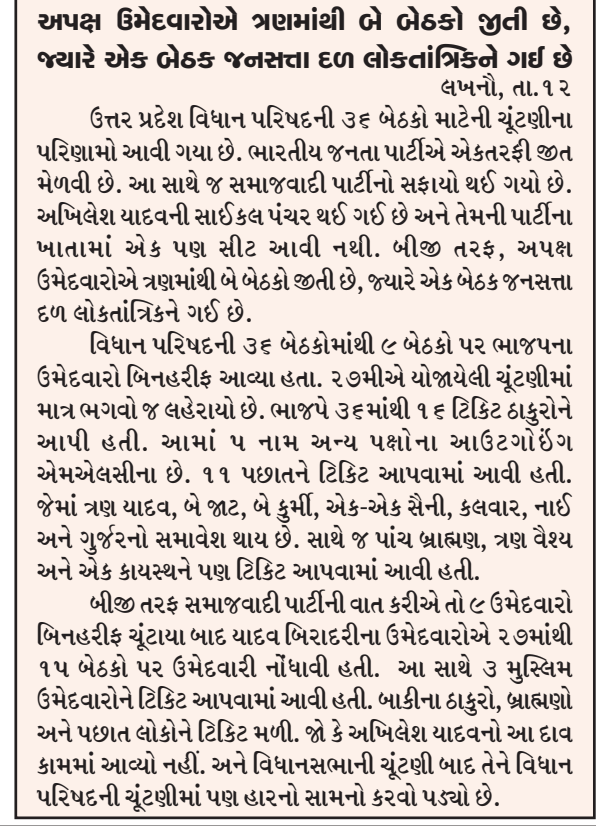 અપક્ષ ઉમેદવારોએ ત્રણમાંથી બે બેઠકો જીતી છે,
જ્યારે એક બેઠક જનસત્તા દળ લોકતાંત્રિકને ગઈ છે
લખનૌ, તા.૧૨
ઉત્તર પ્રદેશ વિધાન પરિષદની ૩૬ બેઠકો માટેની ચૂંટણીના
પરિણામો આવી ગયા છે. ભારતીય જનતા પાર્ટીએ એકતરફી જીત
મેળવી છે. આ સાથે જ સમાજવાદી પાર્ટીનો સફાયો થઈ ગયો છે.
અખિલેશ યાદવની સાઈકલ પંચર થઈ ગઈ છે અને તેમની પાર્ટીના
ખાતામાં એક પણ સીટ આવી નથી. બીજી તરફ, અપક્ષ
ઉમેદવારોએ ત્રણમાંથી બે બેઠકો જીતી છે, જ્યારે એક બેઠક જનસત્તા
દળ લોકતાંત્રિકને ગઈ છે.
વિધાન પરિષદની ૩૬ બેઠકોમાંથી ૯ બેઠકો પર ભાજપના
ઉમેદવારો બિનહરીફ આવ્યા હતા. ૨૭મીએ યોજાયેલી ચૂંટણીમાં
માત્ર ભગવો જ લહેરાયો છે. ભાજપે ૩૬માંથી ૧૬ ટિકિટ ઠાકુરોને
આપી હતી. આમાં ૫ નામ અન્ય પક્ષોના આઉટગોઇંગ
એમએલસીના છે. ૧૧ પછાતને ટિકિટ આપવામાં આવી હતી.
જેમાં ત્રણ યાદવ, બે જાટ, બે કુર્મી, એક-એક સૈની, કલવાર, નાઈ
અને ગુર્જરનો સમાવેશ થાય છે. સાથે જ પાંચ બ્રાહ્મણ, ત્રણ વૈશ્ય
અને એક કાયસ્થને પણ ટિકિટ આપવામાં આવી હતી.
બીજી તરફ સમાજવાદી પાર્ટીની વાત કરીએ તો ૯ ઉમેદવારો
બિનહરીફ ચૂંટાયા બાદ યાદવ બિરાદરીના ઉમેદવારોએ ૨૭માંથી
૧૫ બેઠકો પર ઉમેદવારી નોંધાવી હતી. આ સાથે ૩ મુસ્લિમ
ઉમેદવારોને ટિકિટ આપવામાં આવી હતી. બાકીના ઠાકુરો, બ્રાહ્મણો
અને પછાત લોકોને ટિકિટ મળી. જો કે અખિલેશ યાદવનો આ દાવ
કામમાં આવ્યો નહીં. અને વિધાનસભાની ચૂંટણી બાદ તેને વિધાન
પરિષદની ચૂંટણીમાં પણ હારનો સામનો કરવો પડ્યો છે.